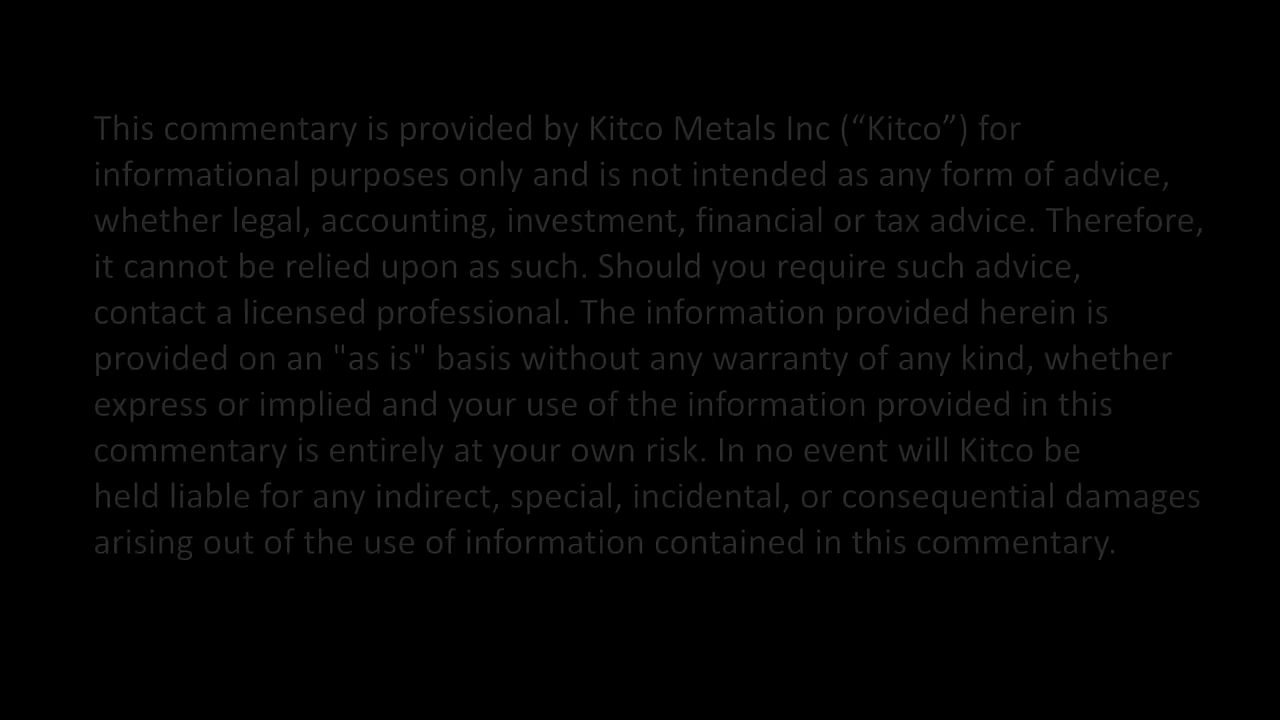 This commentary is provided by Kitco Metals Inc (“Kitco”) for
informational purposes only and is not intended as any form of advice,
whether legal, accounting, investment, financial or tax advice. Therefore,
it cannot be relied upon as such. Should you require such advice,
contact a licensed professional. The information provided herein is
provided on an "as is" basis without any warranty of any kind, whether
express or implied and your use of the information provided in this
commentary is entirely at your own risk. In no event will Kitco be
held liable for any indirect, special, incidental, or consequential damages
arising out of the use of information contained in this commentary.